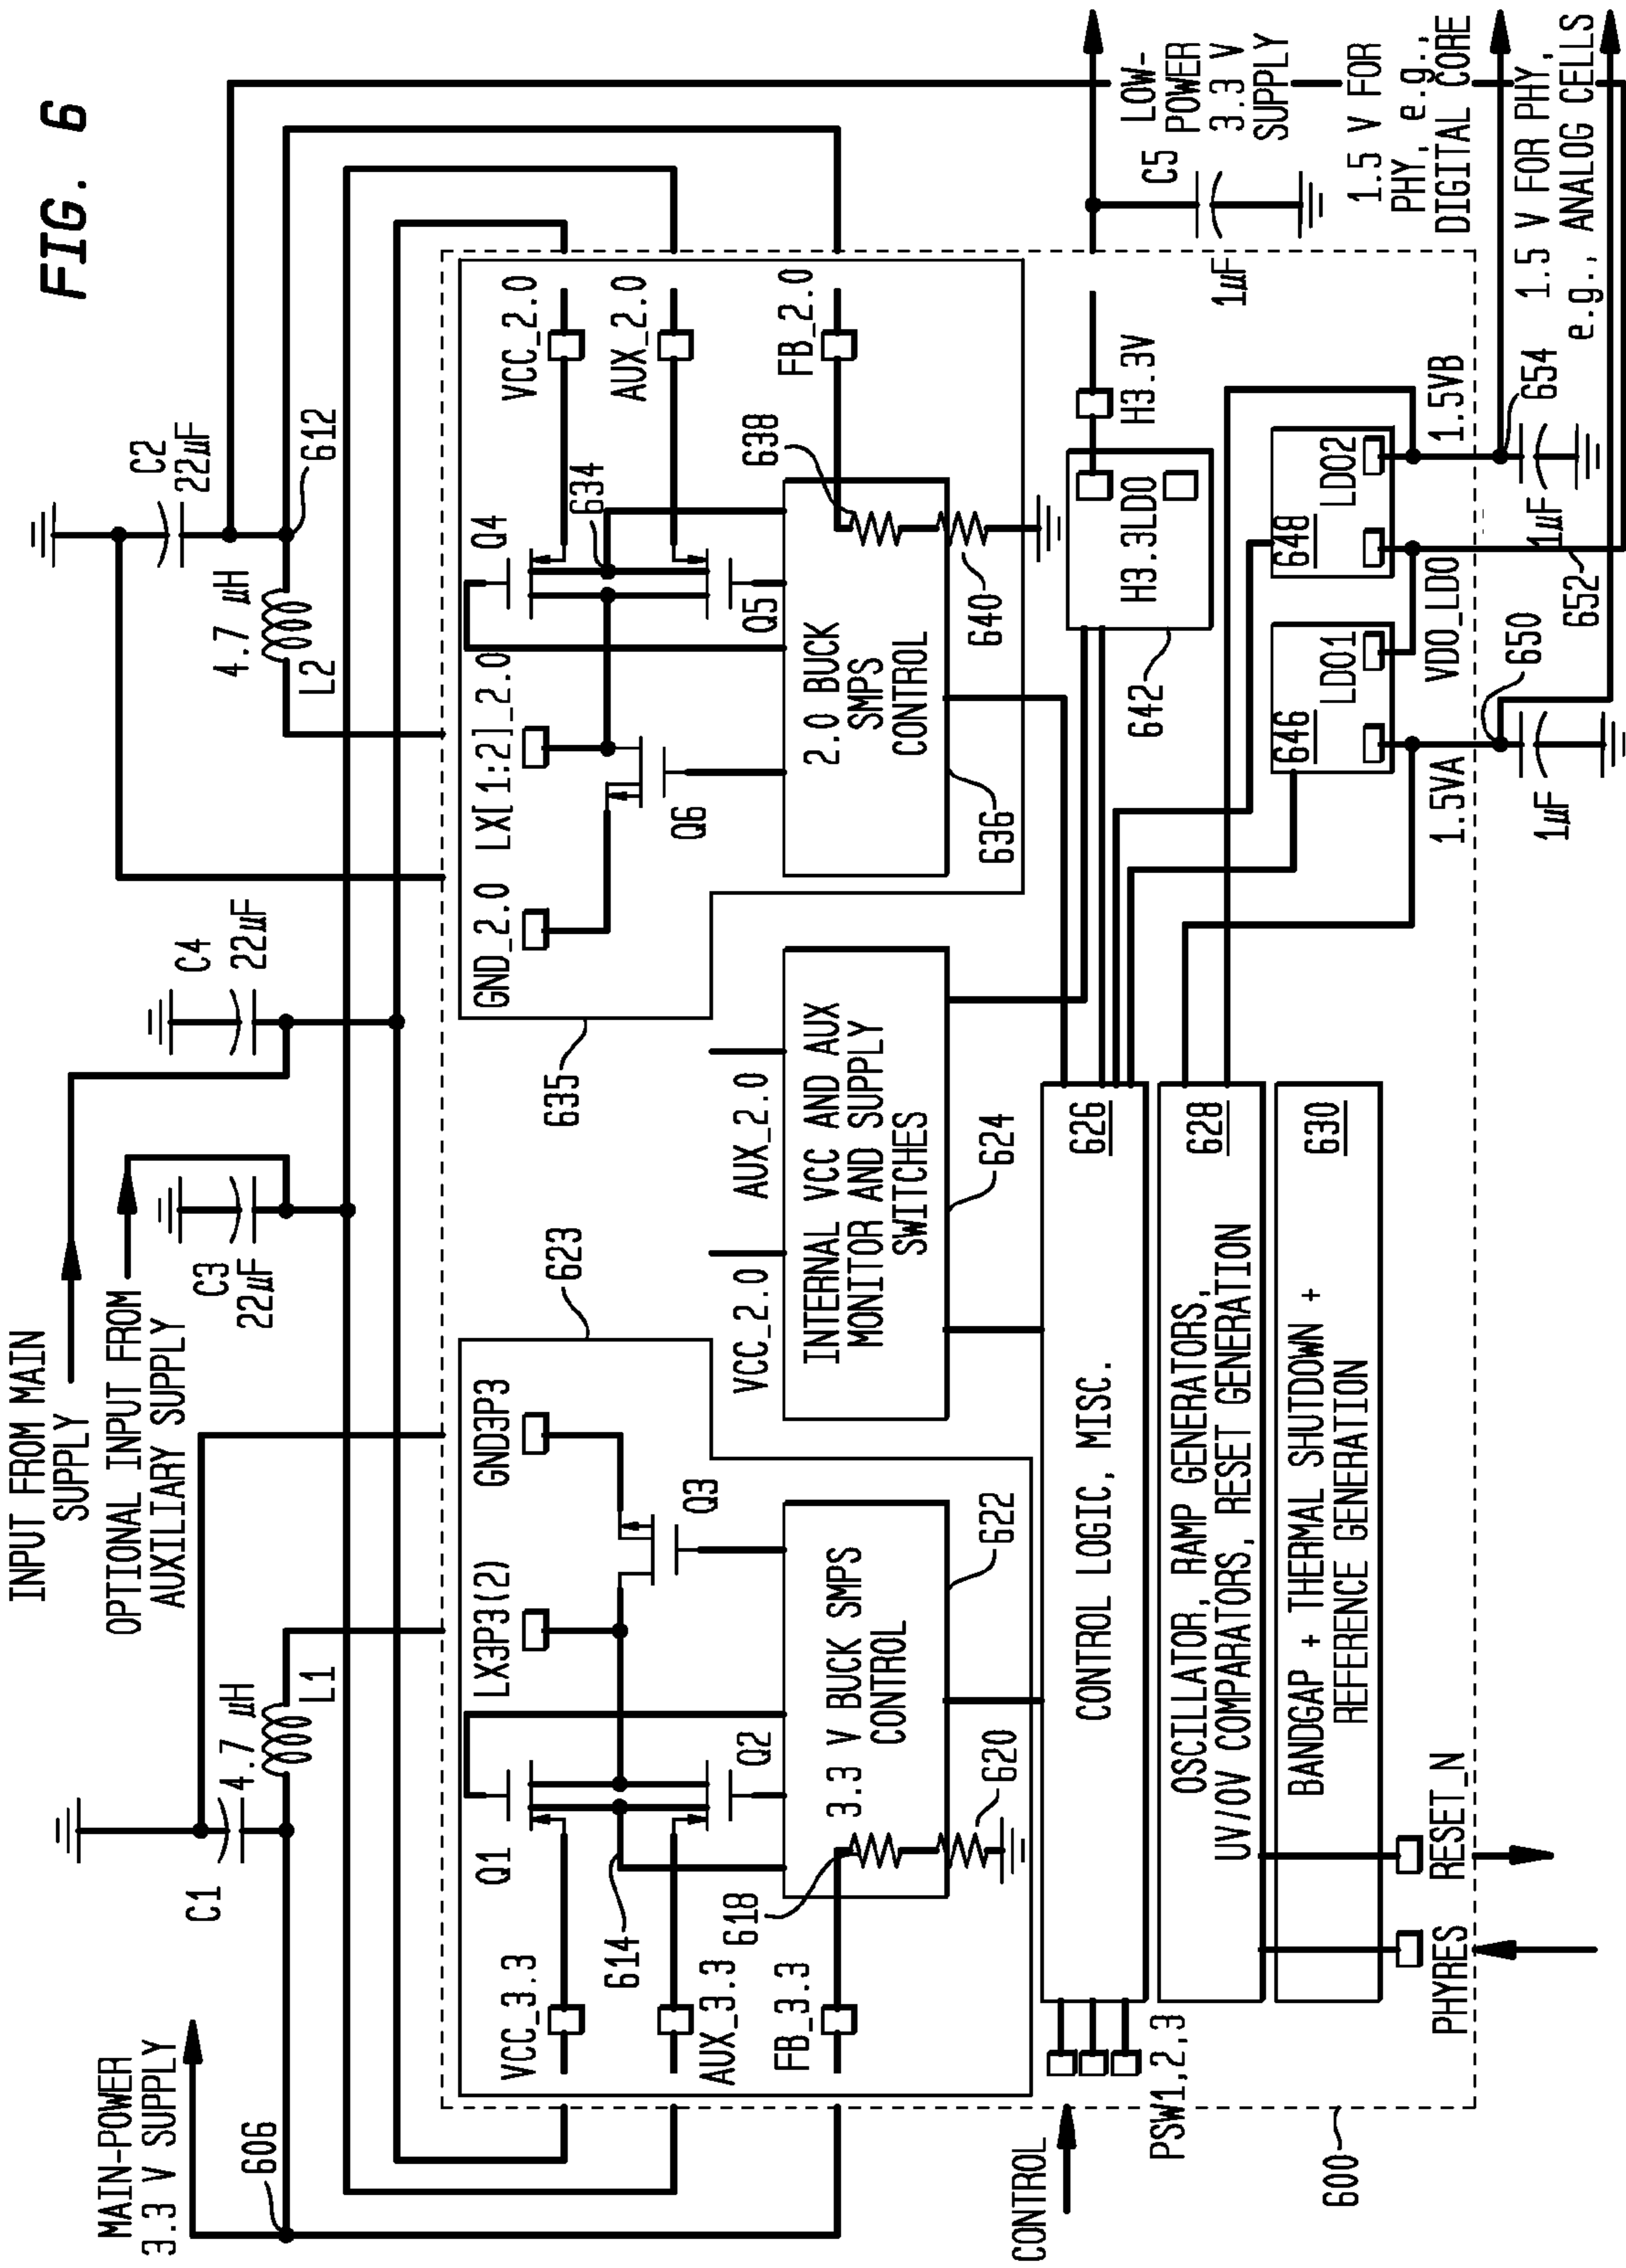 FIG. 6
INPUT FROM MAIN
SUPPLY
OPTIONAL INPUT FROM
AUXILIARY SUPPLY
MAIN-POWER
3.3 V SUPPLY
606
C1
4.7 µH
L1
C3
22µF
C4
22µF
4.7 µH
L2
C2
22µF
612
VCC_3.3
Q1
LX3P3(2)
GND3P3
623
614
AUX_3.3
Q2
Q3
618
FB_3.3
3.3 V BUCK SMPS
CONTROL
620
622
VCC_2.0
AUX_2.0
INTERNAL VCC AND AUX
MONITOR AND SUPPLY
SWITCHES
624
635
GND_2.0
LX[1:2]_2.0
Q4
VCC_2.0
634
AUX_2.0
Q6
Q5
638
FB_2.0
2.0 BUCK
SMPS
CONTROL
636
640
CONTROL
PSW1,2,3
CONTROL LOGIC, MISC.
626
OSCILLATOR, RAMP GENERATORS,
UV/OV COMPARATORS, RESET GENERATION
628
BANDGAP + THERMAL SHUTDOWN +
REFERENCE GENERATION
630
PHYRES
RESET_N
600
642
H3.3LDO
H3.3V
C5
1µF
LOW-
POWER
3.3 V
SUPPLY
646
LDO1
648
LDO2
1.5VA
VDO_LDO
1.5VB
650
652
654
1µF
1µF
1.5 V FOR
PHY, e.g.,
DIGITAL CORE
1.5 V FOR PHY,
e.g., ANALOG CELLS